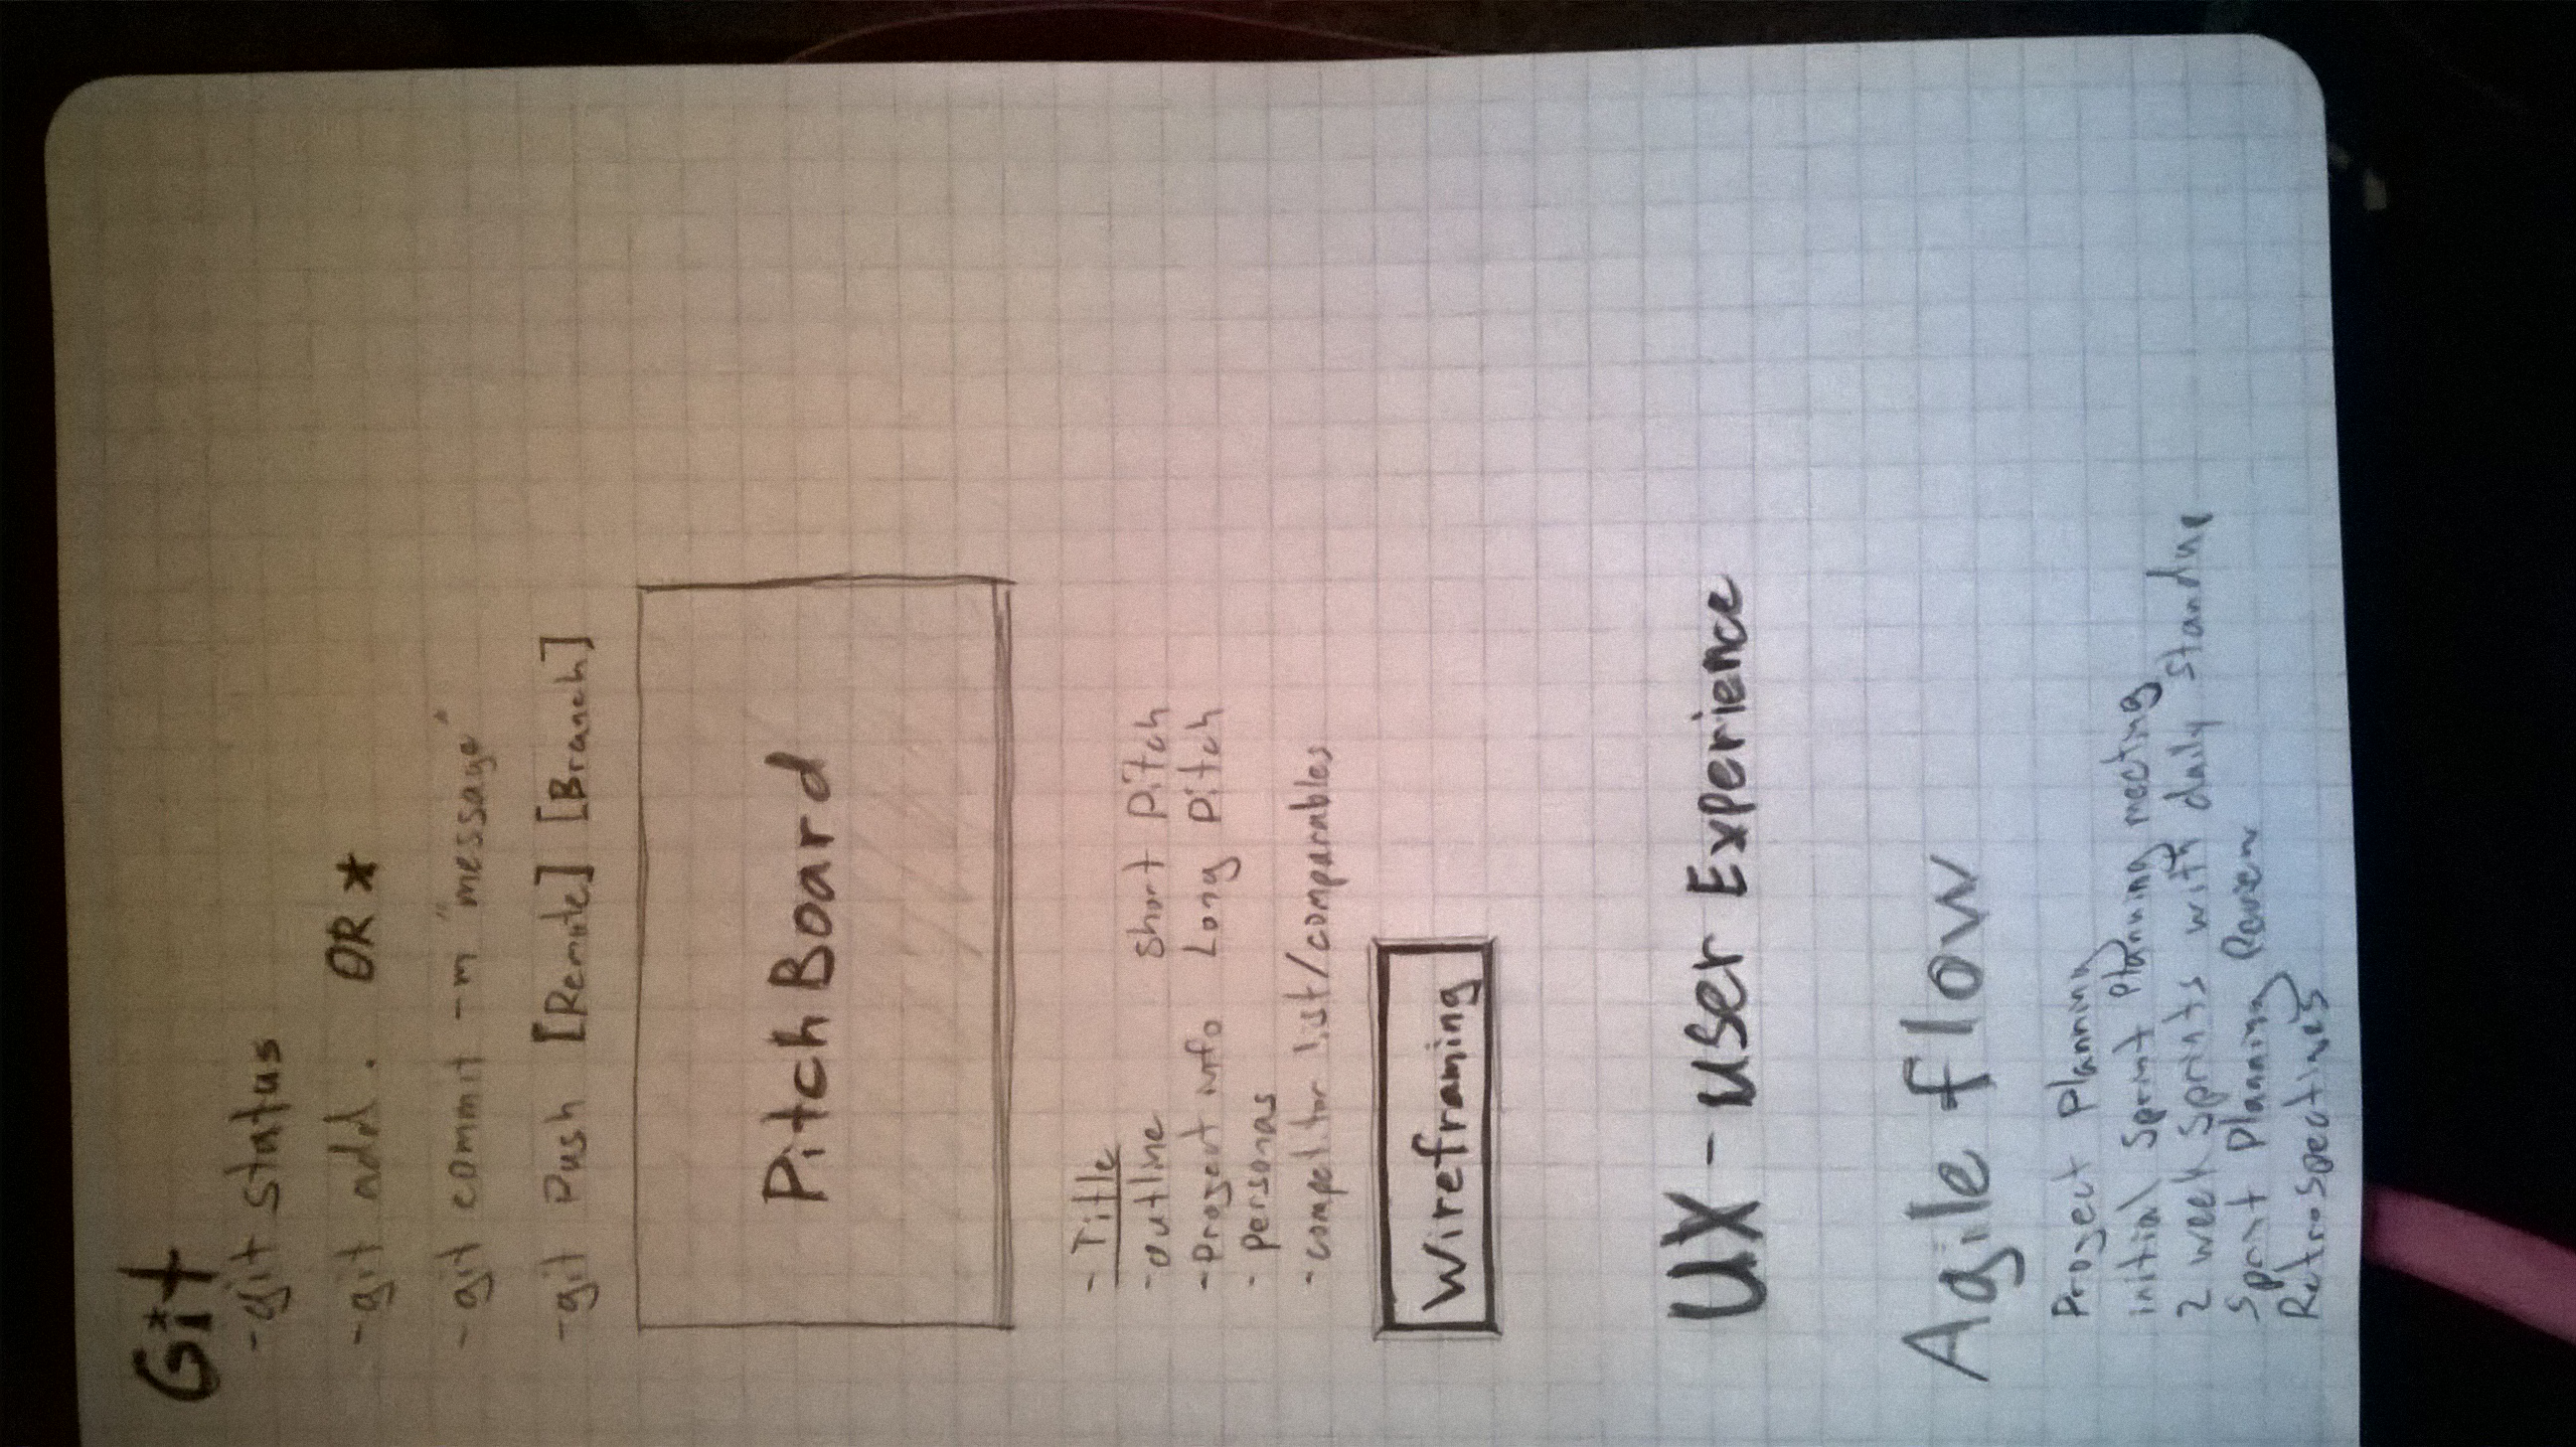 Git
- git status
- git add . OR *
- git commit -m "message"
- git Push [Remote] [Branch]
Pitch Board
- Title
- outline short Pitch
- Project info Long Pitch
- Personas
- competitor list/comparables
Wireframing
UX - User Experience
Agile flow
Project Planning
initial Sprint Planning meeting
2 week Sprints with daily standup
Sprint Planning
Retrospectives